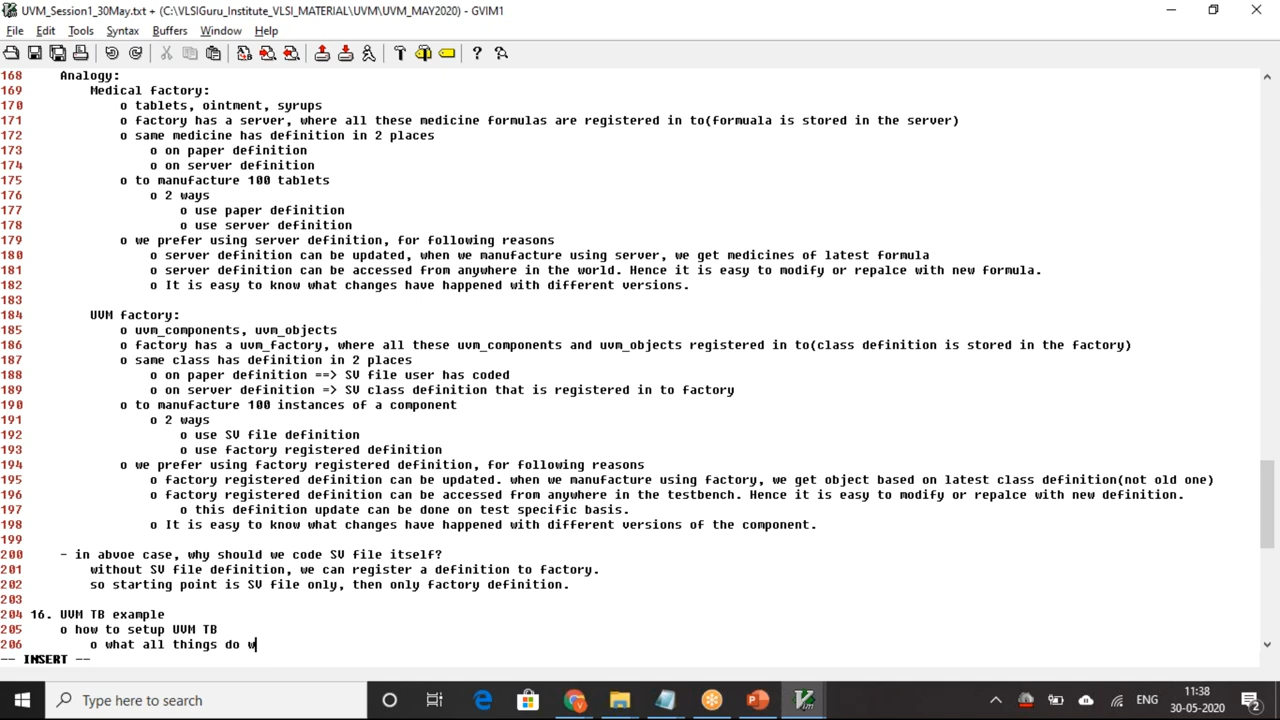 UVM_Session1_30May.txt + (C:\VLSIGuru_Institute_VLSI_MATERIAL\UVM\UVM_MAY2020) - GVIM1
File Edit Tools Syntax Buffers Window Help
168 Analogy:
169 Medical factory:
170 o tablets, ointment, syrups
171 o factory has a server, where all these medicine formulas are registered in to(formuala is stored in the server)
172 o same medicine has definition in 2 places
173 o on paper definition
174 o on server definition
175 o to manufacture 100 tablets
176 o 2 ways
177 o use paper definition
178 o use server definition
179 o we prefer using server definition, for following reasons
180 o server definition can be updated, when we manufacture using server, we get medicines of latest formula
181 o server definition can be accessed from anywhere in the world. Hence it is easy to modify or repalce with new formula.
182 o It is easy to know what changes have happened with different versions.
183
184 UVM factory:
185 o uvm_components, uvm_objects
186 o factory has a uvm_factory, where all these uvm_components and uvm_objects registered in to(class definition is stored in the factory)
187 o same class has definition in 2 places
188 o on paper definition ==> SV file user has coded
189 o on server definition => SV class definition that is registered in to factory
190 o to manufacture 100 instances of a component
191 o 2 ways
192 o use SV file definition
193 o use factory registered definition
194 o we prefer using factory registered definition, for following reasons
195 o factory registered definition can be updated. when we manufacture using factory, we get object based on latest class definition(not old one)
196 o factory registered definition can be accessed from anywhere in the testbench. Hence it is easy to modify or repalce with new definition.
197 o this definition update can be done on test specific basis.
198 o It is easy to know what changes have happened with different versions of the component.
199
200 - in abvoe case, why should we code SV file itself?
201 without SV file definition, we can register a definition to factory.
202 so starting point is SV file only, then only factory definition.
203
204 16. UVM TB example
205 o how to setup UVM TB
206 o what all things do w
-- INSERT --
Type here to search
ENG
11:38
30-05-2020
2